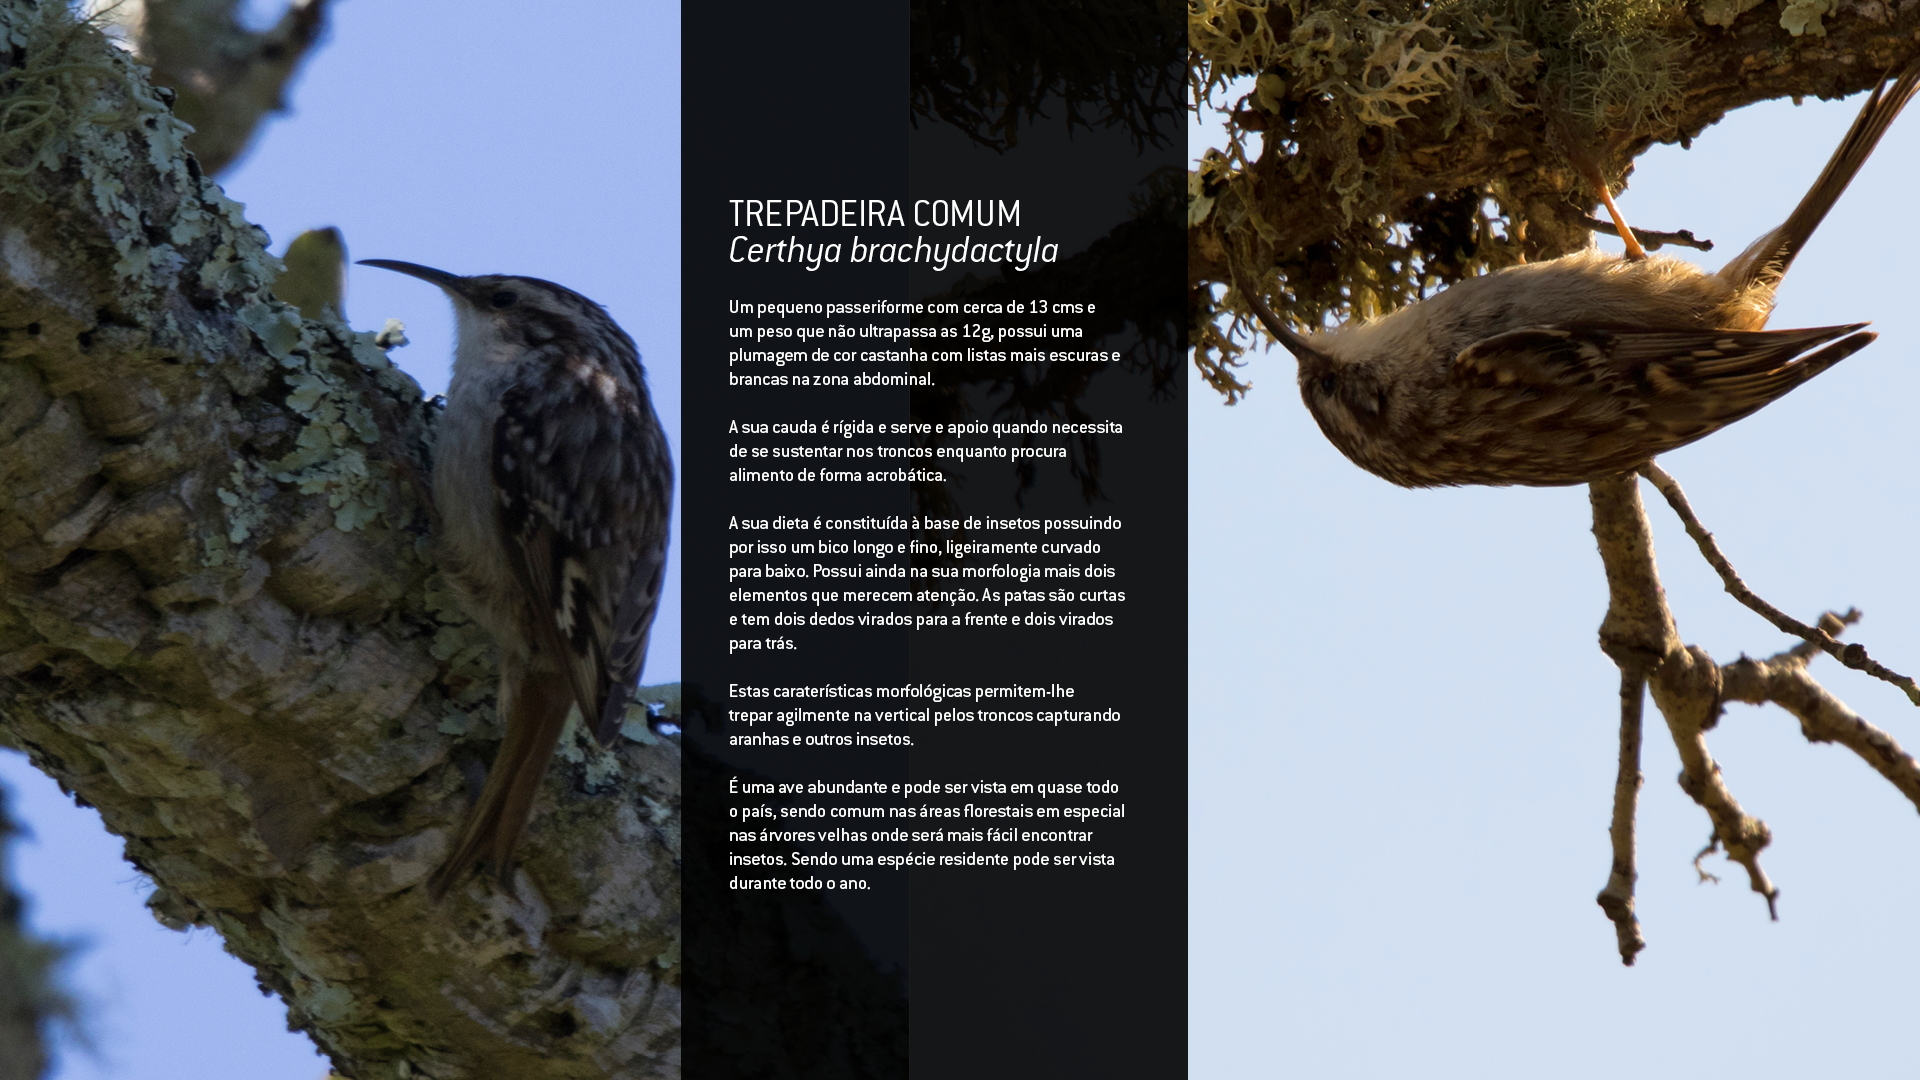 TREPADEIRA COMUM
Certhya brachydactyla
Um pequeno passeriforme com cerca de 13 cms e
um peso que não ultrapassa as 12g, possui uma
plumagem de cor castanha com listas mais escuras e
brancas na zona abdominal.
A sua cauda é rígida e serve e apoio quando necessita
de se sustentar nos troncos enquanto procura
alimento de forma acrobática.
A sua dieta é constituída à base de insetos possuindo
por isso um bico longo e fino, ligeiramente curvado
para baixo. Possui ainda na sua morfologia mais dois
elementos que merecem atenção. As patas são curtas
e tem dois dedos virados para a frente e dois virados
para trás.
Estas caraterísticas morfológicas permitem-lhe
trepar agilmente na vertical pelos troncos capturando
aranhas e outros insetos.
É uma ave abundante e pode ser vista em quase todo
o país, sendo comum nas áreas florestais em especial
nas árvores velhas onde será mais fácil encontrar
insetos. Sendo uma espécie residente pode ser vista
durante todo o ano.